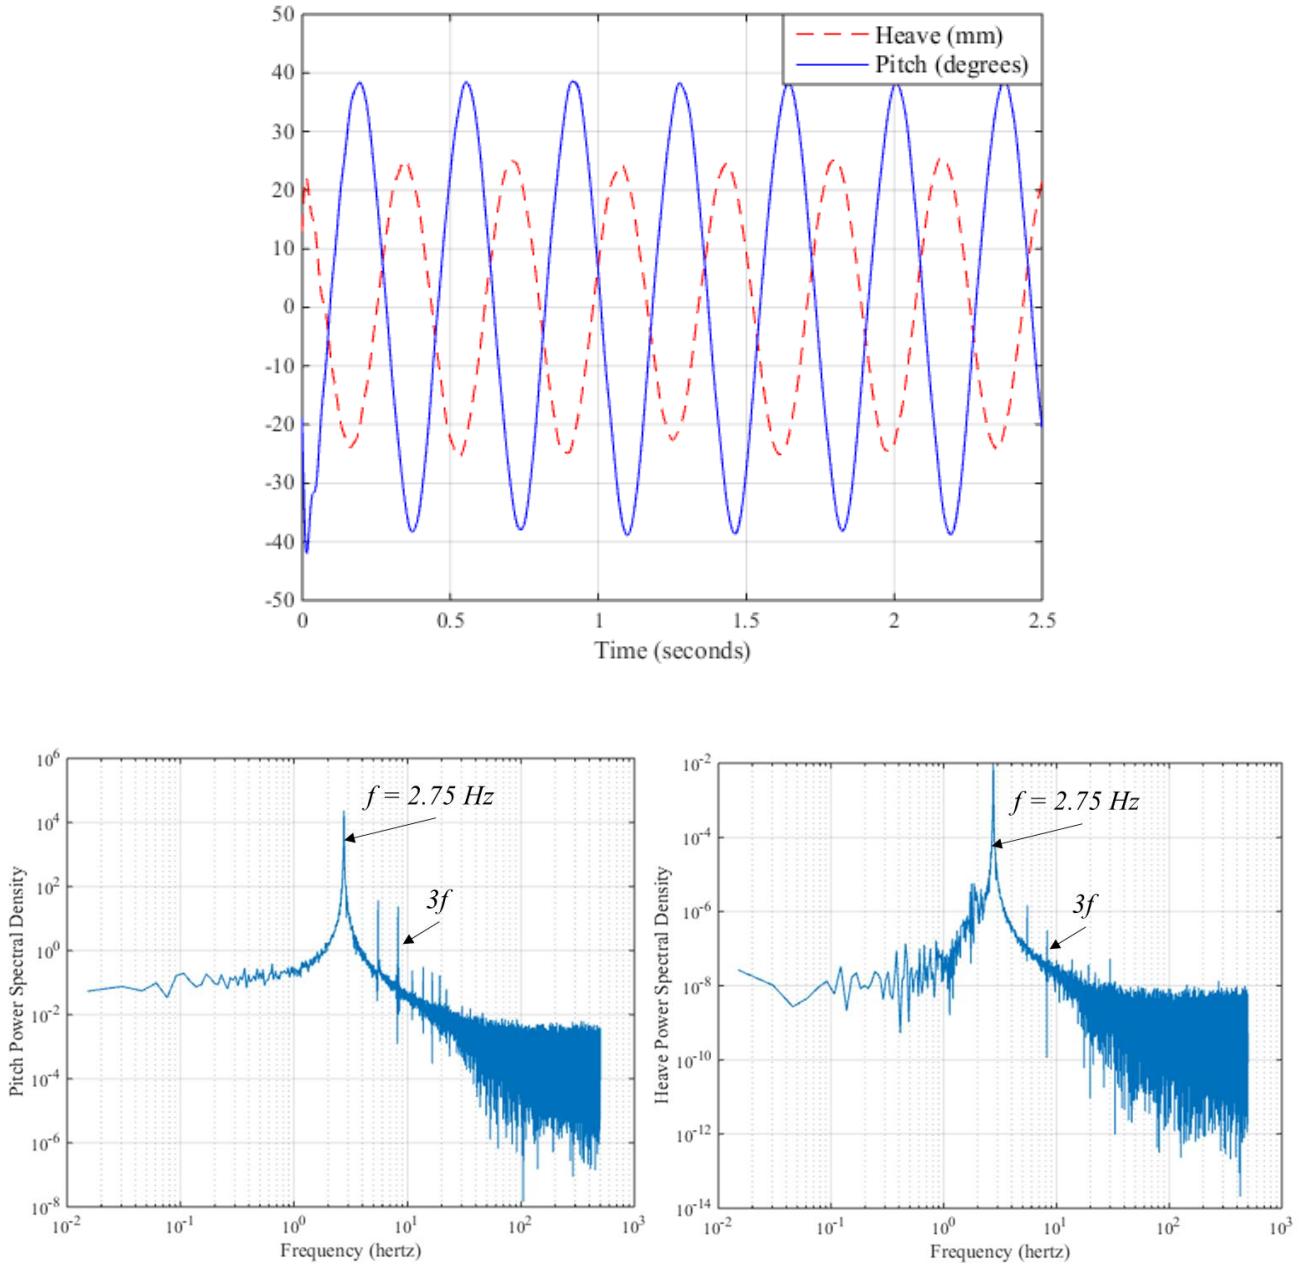 50
40
30
20
10
0
-10
-20
-30
-40
-50
Heave (mm)
Pitch (degrees)
0 0.5 1 1.5 2 2.5
Time (seconds)
10^6
10^4
10^2
10^0
10^-2
10^-4
10^-6
10^-8
Pitch Power Spectral Density
f = 2.75 Hz
3f
10^-2 10^-1 10^0 10^1 10^2 10^3
Frequency (hertz)
10^-2
10^-4
10^-6
10^-8
10^-10
10^-12
10^-14
Heave Power Spectral Density
f = 2.75 Hz
3f
10^-2 10^-1 10^0 10^1 10^2 10^3
Frequency (hertz)